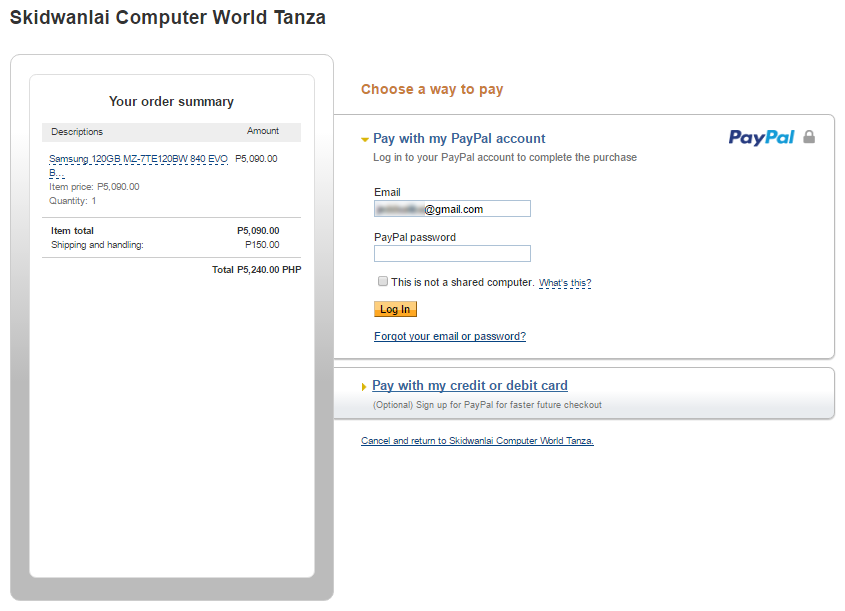 Skidwanlai Computer World Tanza
Your order summary
Descriptions Amount
Samsung 120GB MZ-7TE120BW 840 EVO P5,090.00
B...
Item price: P5,090.00
Quantity: 1
Item total P5,090.00
Shipping and handling: P150.00
Total P5,240.00 PHP
Choose a way to pay
Pay with my PayPal account
PayPal
Log in to your PayPal account to complete the purchase
Email
@gmail.com
PayPal password
This is not a shared computer. What's this?
Log In
Forgot your email or password?
Pay with my credit or debit card
(Optional) Sign up for PayPal for faster future checkout
Cancel and return to Skidwanlai Computer World Tanza.